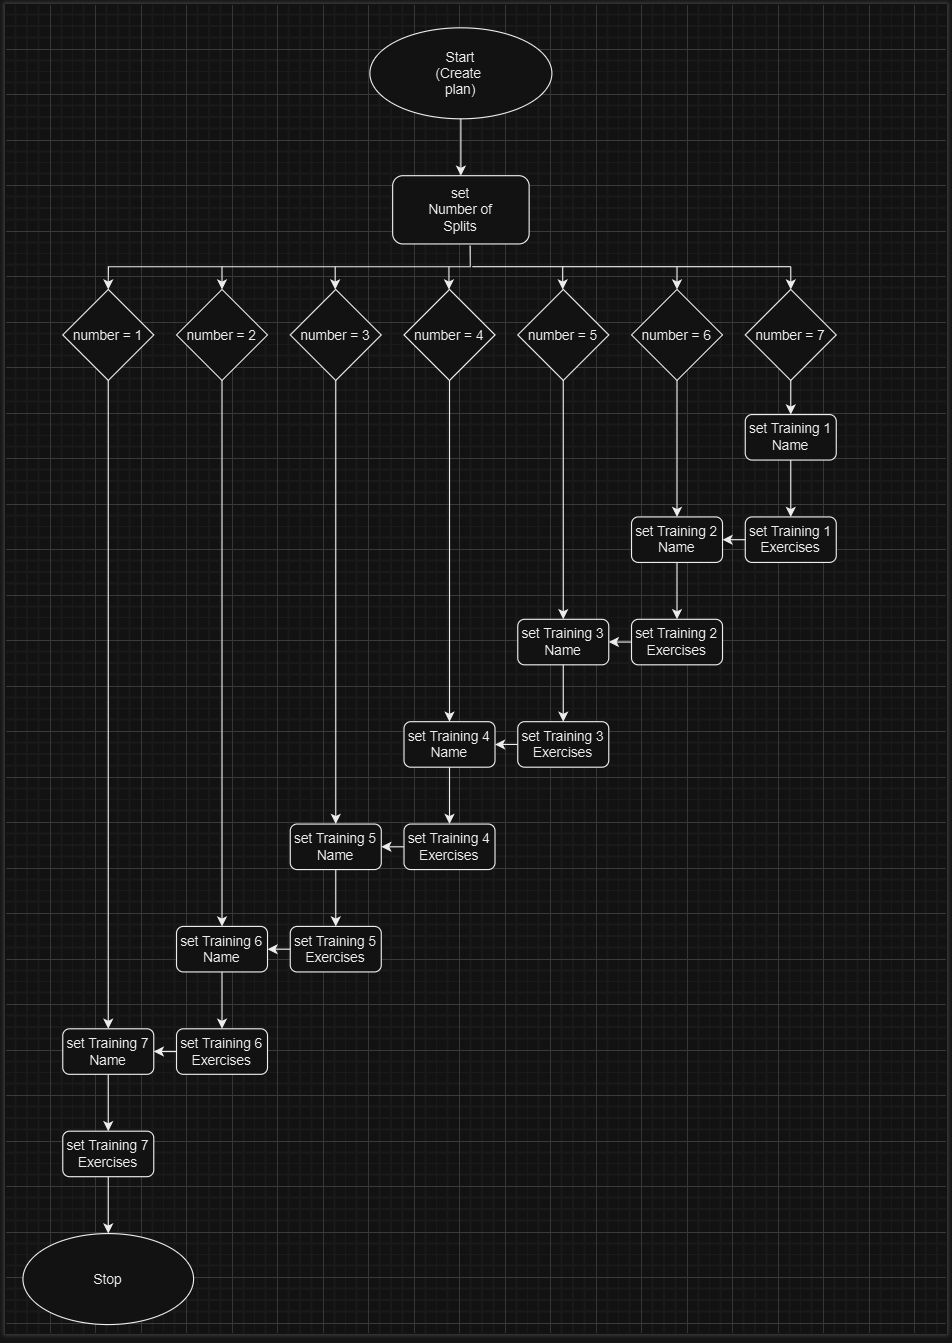 Start
(Create
plan)
set
Number of
Splits
number = 1
number = 2
number = 3
number = 4
number = 5
number = 6
number = 7
set Training 1
Name
set Training 2
Name
set Training 1
Exercises
set Training 3
Name
set Training 2
Exercises
set Training 4
Name
set Training 3
Exercises
set Training 5
Name
set Training 4
Exercises
set Training 6
Name
set Training 5
Exercises
set Training 7
Name
set Training 6
Exercises
set Training 7
Exercises
Stop